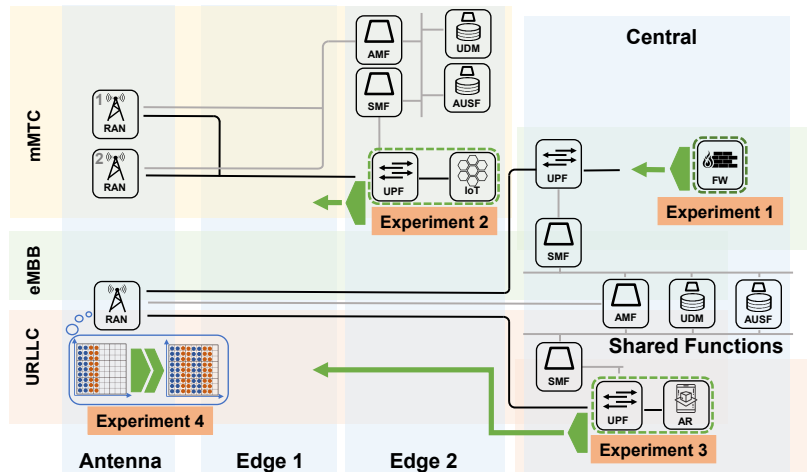 Central
UDM
AMF
mMTC
SMF
AUSF
1
RAN
2
RAN
UPF
IoT
UPF
FW
Experiment 2
Experiment 1
SMF
eMBB
RAN
AMF
UDM
AUSF
Shared Functions
URLLC
SMF
UPF
AR
Experiment 4
Experiment 3
Antenna
Edge 1
Edge 2